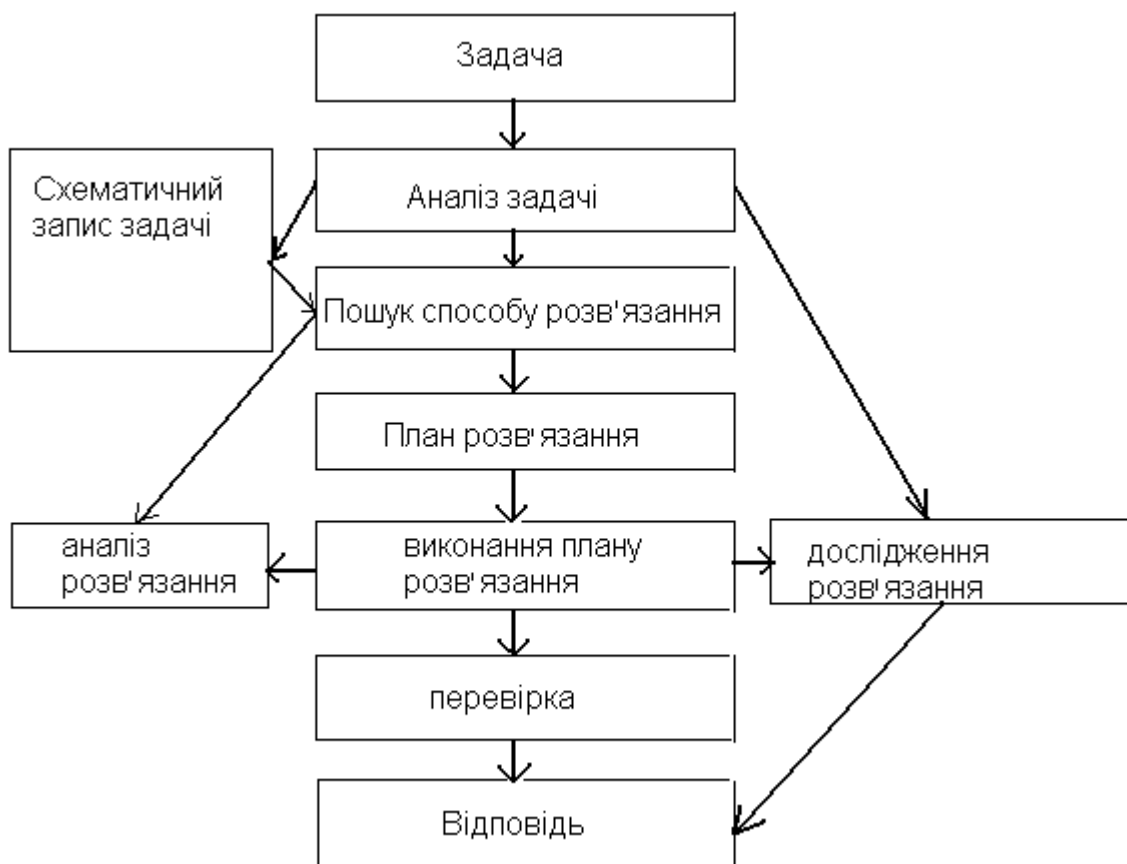 Задача
Схематичний
запис задачі
Аналіз задачі
Пошук способу розв'язання
План розв'язання
аналіз
розв'язання
виконання плану
розв'язання
дослідження
розв'язання
перевірка
Відповідь